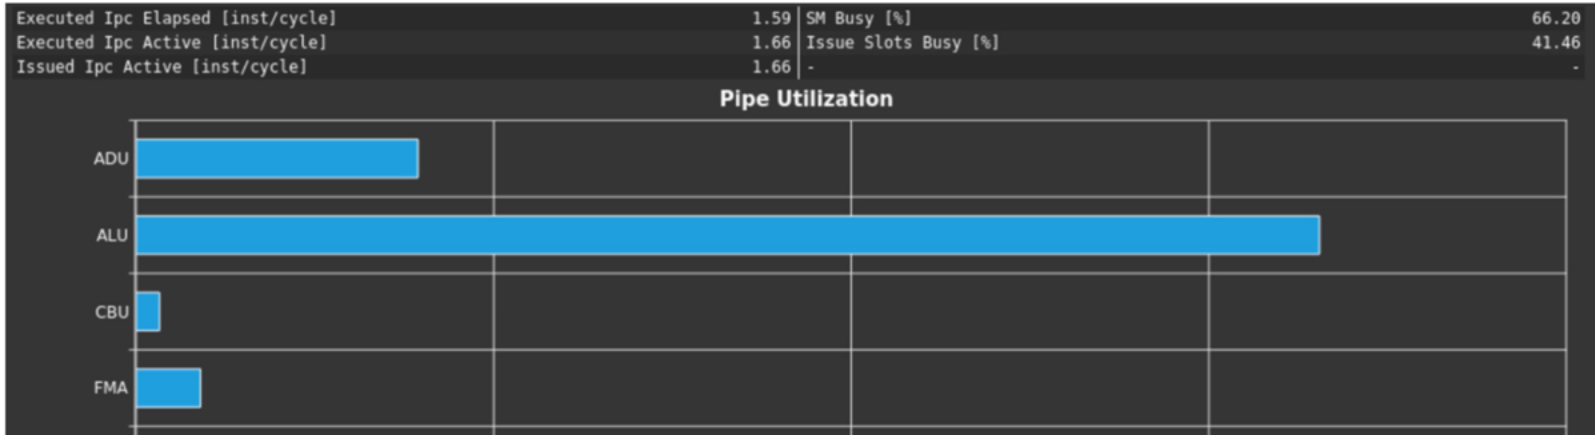 Executed Ipc Elapsed [inst/cycle] 1.59 SM Busy [%] 66.20
Executed Ipc Active [inst/cycle] 1.66 Issue Slots Busy [%] 41.46
Issued Ipc Active [inst/cycle] 1.66 - -
Pipe Utilization
ADU
ALU
CBU
FMA